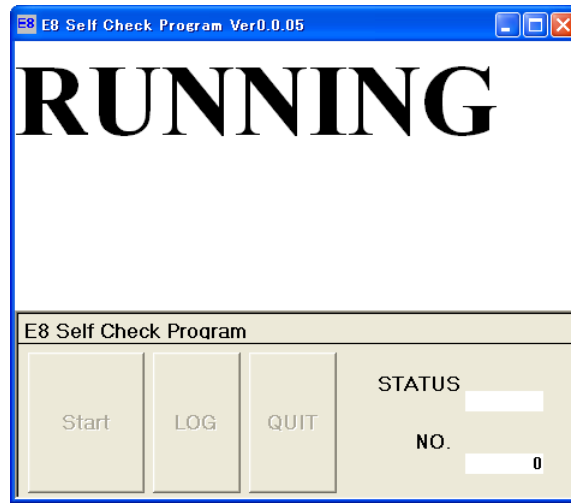 E8 E8 Self Check Program Ver0.0.05
RUNNING
E8 Self Check Program
Start LOG QUIT
STATUS
NO.
0